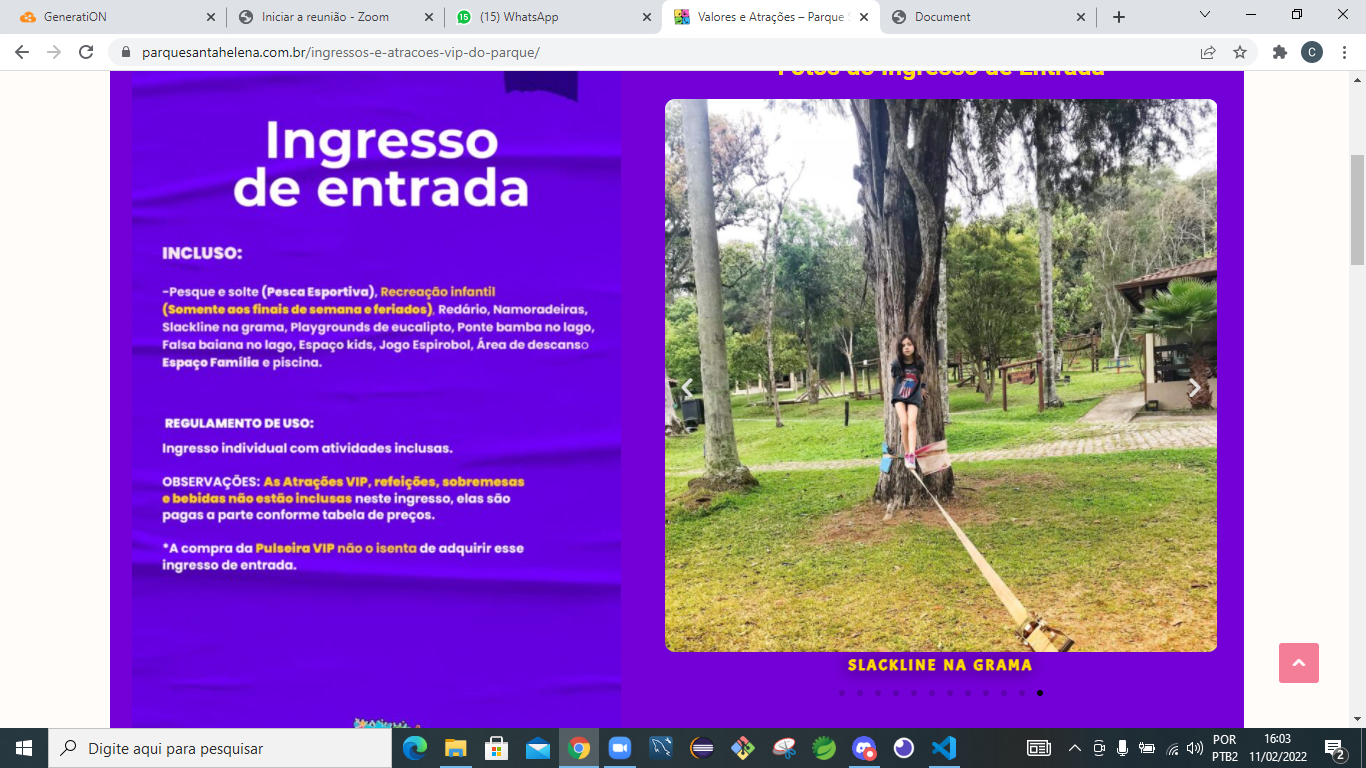 GeneratiON
Iniciar a reunião - Zoom
(15) WhatsApp
Valores e Atrações – Parque
Document
parquesantahelena.com.br/ingressos-e-atracoes-vip-do-parque/
C
Fotos do Ingresso de Entrada
Ingresso
de entrada
INCLUSO:
-Pesque e solte (Pesca Esportiva), Recreação infantil
(Somente aos finais de semana e feriados), Redário, Namoradeiras,
Slackline na grama, Playgrounds de eucalipto, Ponte bamba no lago,
Falsa baiana no lago, Espaço kids, Jogo Espirobol, Área de descanso
Espaço Família e piscina.
REGULAMENTO DE USO:
Ingresso individual com atividades inclusas.
OBSERVAÇÕES: As Atrações VIP, refeições, sobremesas
e bebidas não estão inclusas neste ingresso, elas são
pagas a parte conforme tabela de preços.
*A compra da Pulseira VIP não o isenta de adquirir esse
ingresso de entrada.
SLACKLINE NA GRAMA
Digite aqui para pesquisar
POR
PTB2
16:03
11/02/2022
2